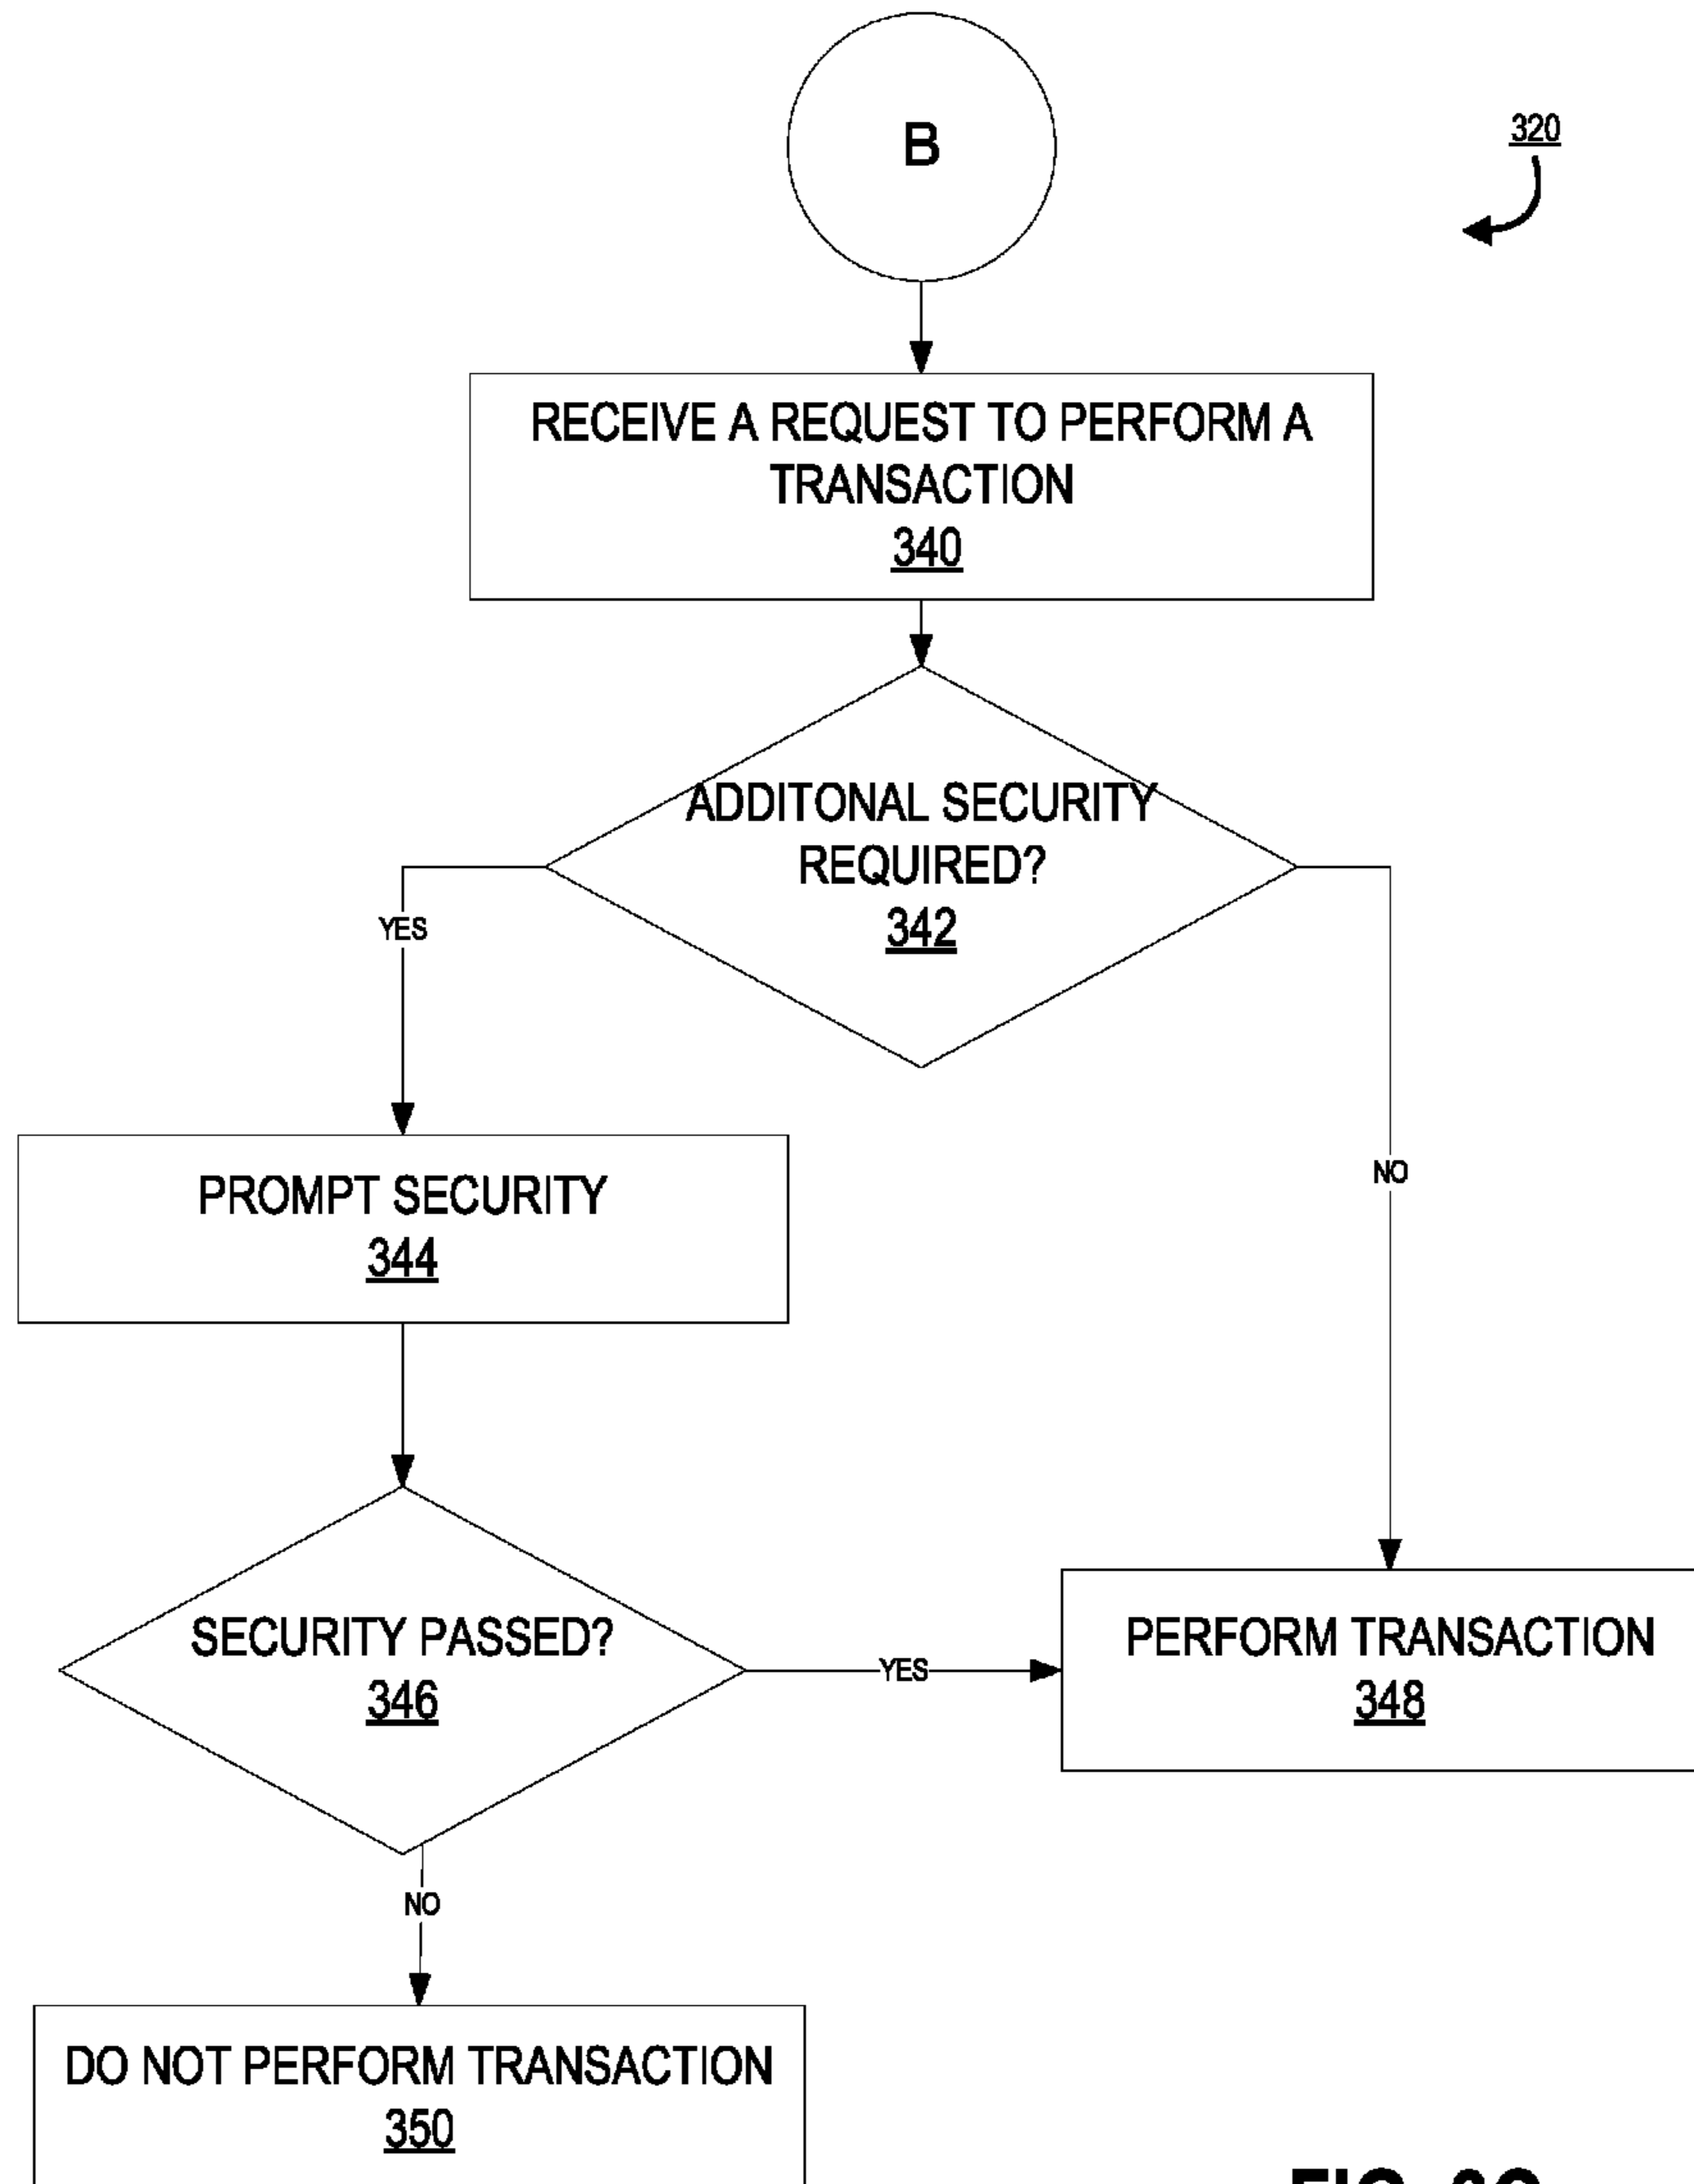 B
320
RECEIVE A REQUEST TO PERFORM A
TRANSACTION
340
ADDITONAL SECURITY
REQUIRED?
342
YES
NO
PROMPT SECURITY
344
SECURITY PASSED?
346
YES
PERFORM TRANSACTION
348
NO
DO NOT PERFORM TRANSACTION
350